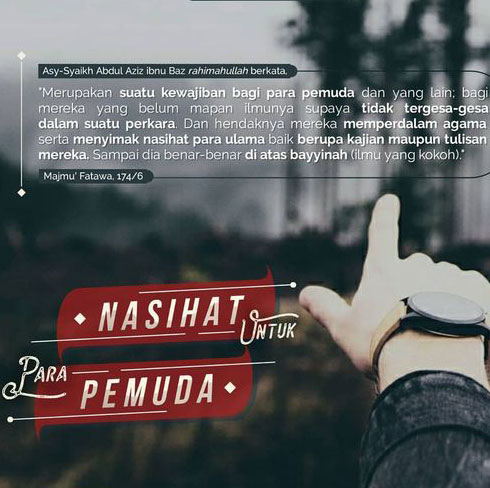 Asy-Syaikh Abdul Aziz ibnu Baz rahimahullah berkata,
"Merupakan suatu kewajiban bagi para pemuda dan yang lain; bagi
mereka yang belum mapan ilmunya supaya tidak tergesa-gesa
dalam suatu perkara. Dan hendaknya mereka memperdalam agama
serta menyimak nasihat para ulama baik berupa kajian maupun tulisan
mereka. Sampai dia benar-benar di atas bayyinah (ilmu yang kokoh)."
Majmu' Fatawa, 174/6
NASIHAT
UNTUK
PARA
PEMUDA